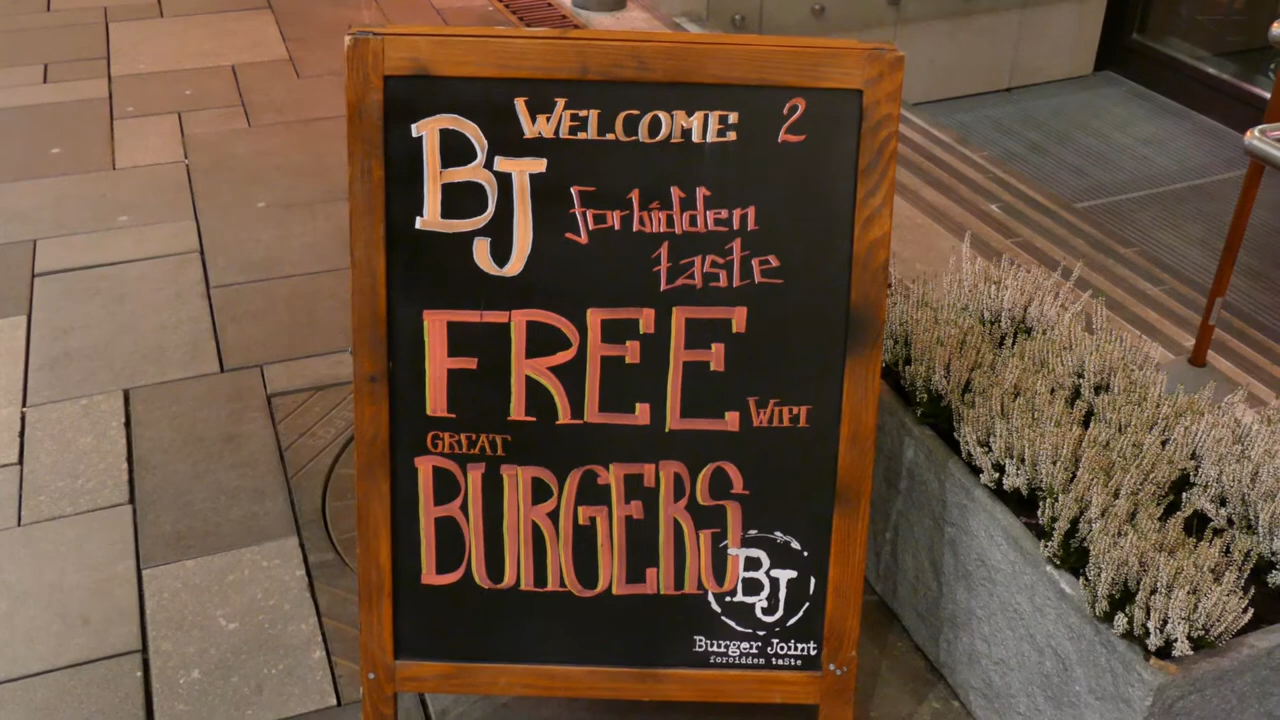 WELCOME 2
BJ
forbidden
taste
FREE WIFI
GREAT
BURGERS
BJ
Burger Joint
forbidden taste